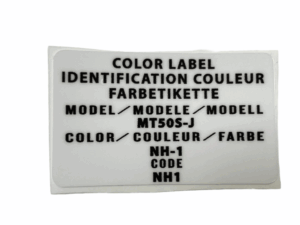 COLOR LABEL
IDENTIFICATION COULEUR
FARBETIKETTE
MODEL/MODELE/MODELL
MT50S-J
COLOR/COULEUR/FARBE
NH-1
CODE
NH1